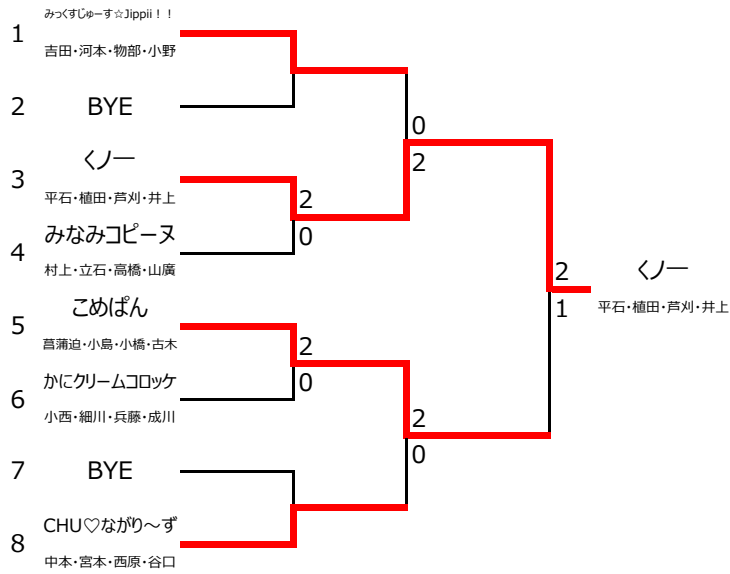 みっくすじゅーす☆Jippii！！
1
吉田・河本・物部・小野
2
BYE
くノ一
3
平石・植田・芦刈・井上
4
みなみコピーヌ
村上・立石・高橋・山廣
こめぱん
5
菖蒲迫・小島・小橋・古木
かにクリームコロッケ
6
小西・細川・兵藤・成川
7
BYE
CHU♡ながり～ず
8
中本・宮本・西原・谷口
2
0
2
0
0
2
2
0
2
1
くノ一
平石・植田・芦刈・井上